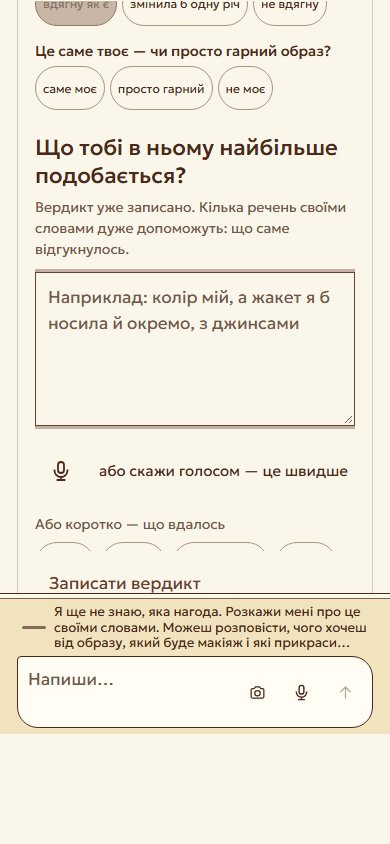 вдягну як є
змінила б одну річ
не вдягну
Це саме твоє — чи просто гарний образ?
саме моє
просто гарний
не моє
Що тобі в ньому найбільше
подобається?
Вердикт уже записано. Кілька речень своїми
словами дуже допоможуть: що саме
відгукнулось.
Наприклад: колір мій, а жакет я б
носила й окремо, з джинсами
або скажи голосом — це швидше
Або коротко — що вдалось
Записати вердикт
Я ще не знаю, яка нагода. Розкажи мені про це
своїми словами. Можеш розповісти, чого хочеш
від образу, який буде макіяж і які прикраси…
Напиши…